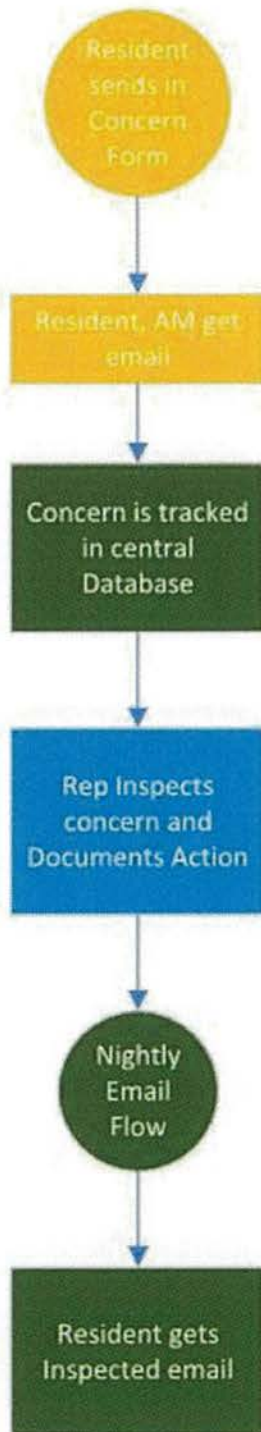 Resident
sends in
Concern
Form
Resident, AM get
email
Concern is tracked
in central
Database
Rep Inspects
concern and
Documents Action
Nightly
Email
Flow
Resident gets
Inspected email